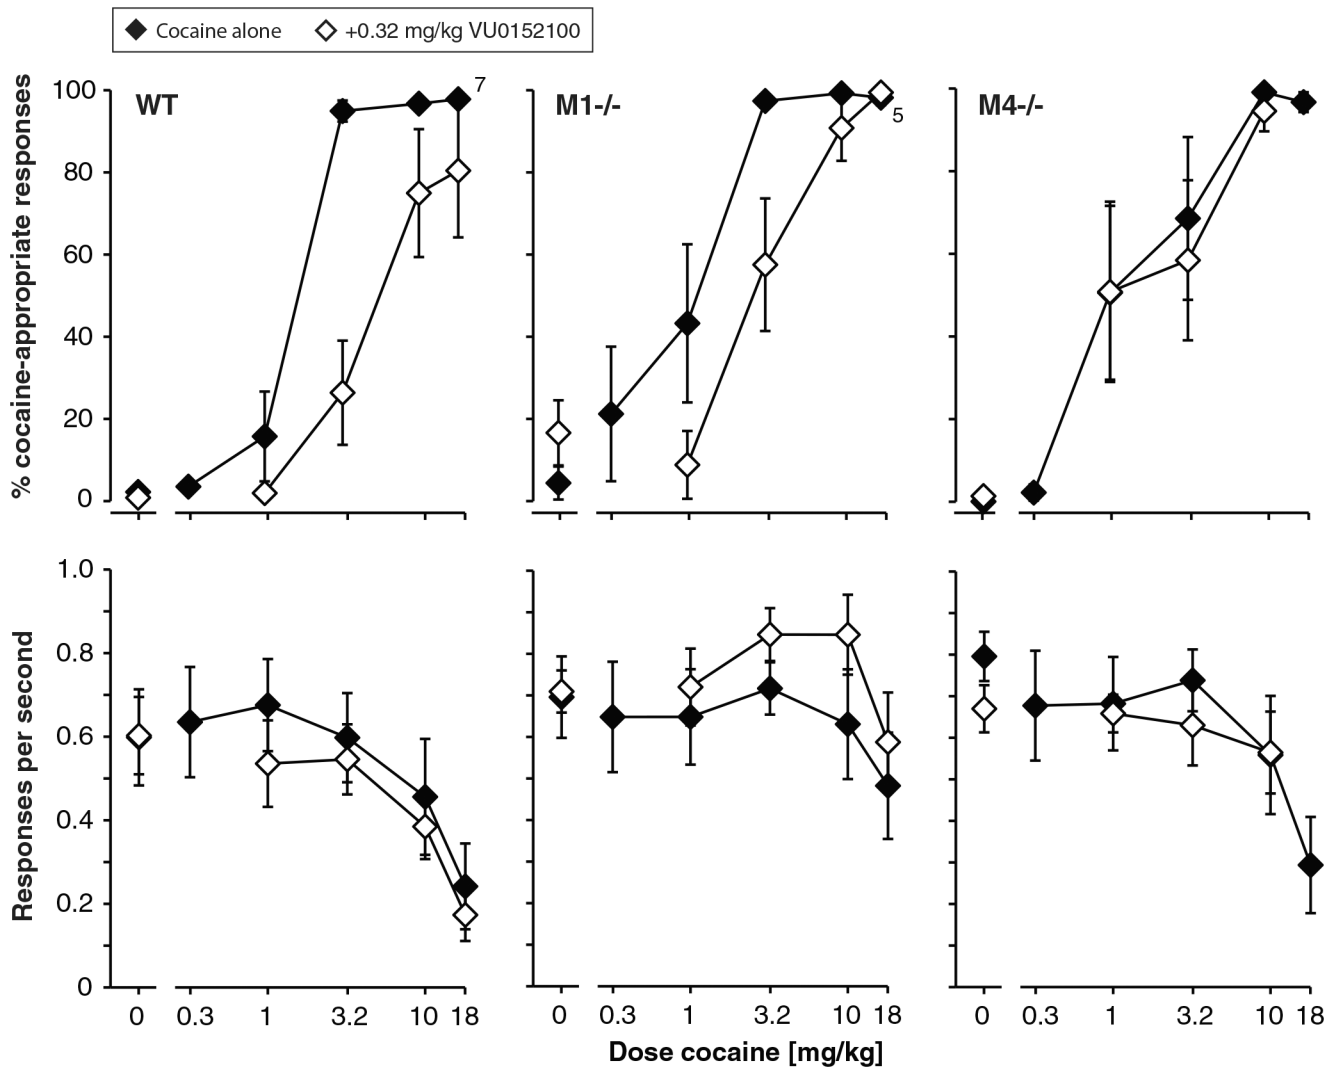 Cocaine alone +0.32 mg/kg VU0152100
WT
M1-/-
M4-/-
7
5
% cocaine-appropriate responses
100
80
60
40
20
0
Responses per second
1.0
0.8
0.6
0.4
0.2
0
0 0.3 1 3.2 10 18
0 0.3 1 3.2 10 18
0 0.3 1 3.2 10 18
Dose cocaine [mg/kg]